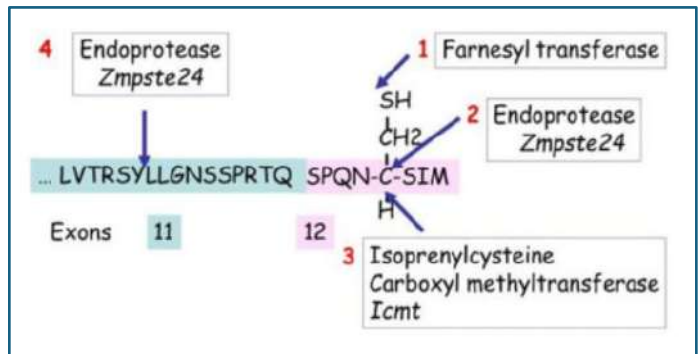 4 Endoprotease
Zmpste24
1 Farnesyl transferase
SH
CH2
2 Endoprotease
Zmpste24
... LVTRSYLLGNSSPRTQ SPQN-C-SIM
H
Exons 11 12
3 Isoprenylcysteine
Carboxyl methyltransferase
Icmt